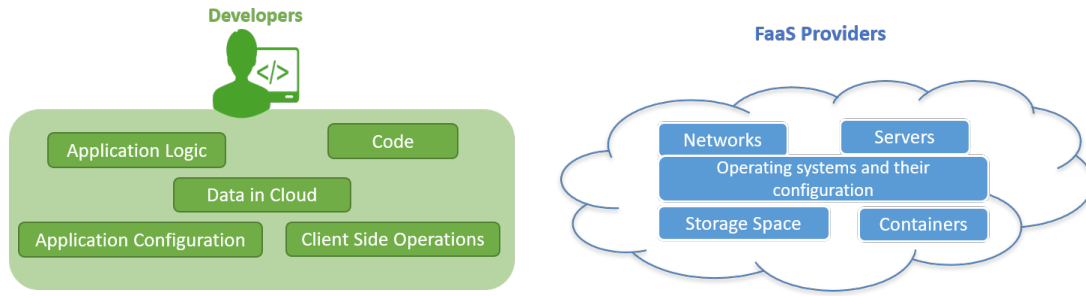 Developers
</>
Application Logic
Code
Data in Cloud
Application Configuration
Client Side Operations
FaaS Providers
Networks
Servers
Operating systems and their
configuration
Storage Space
Containers